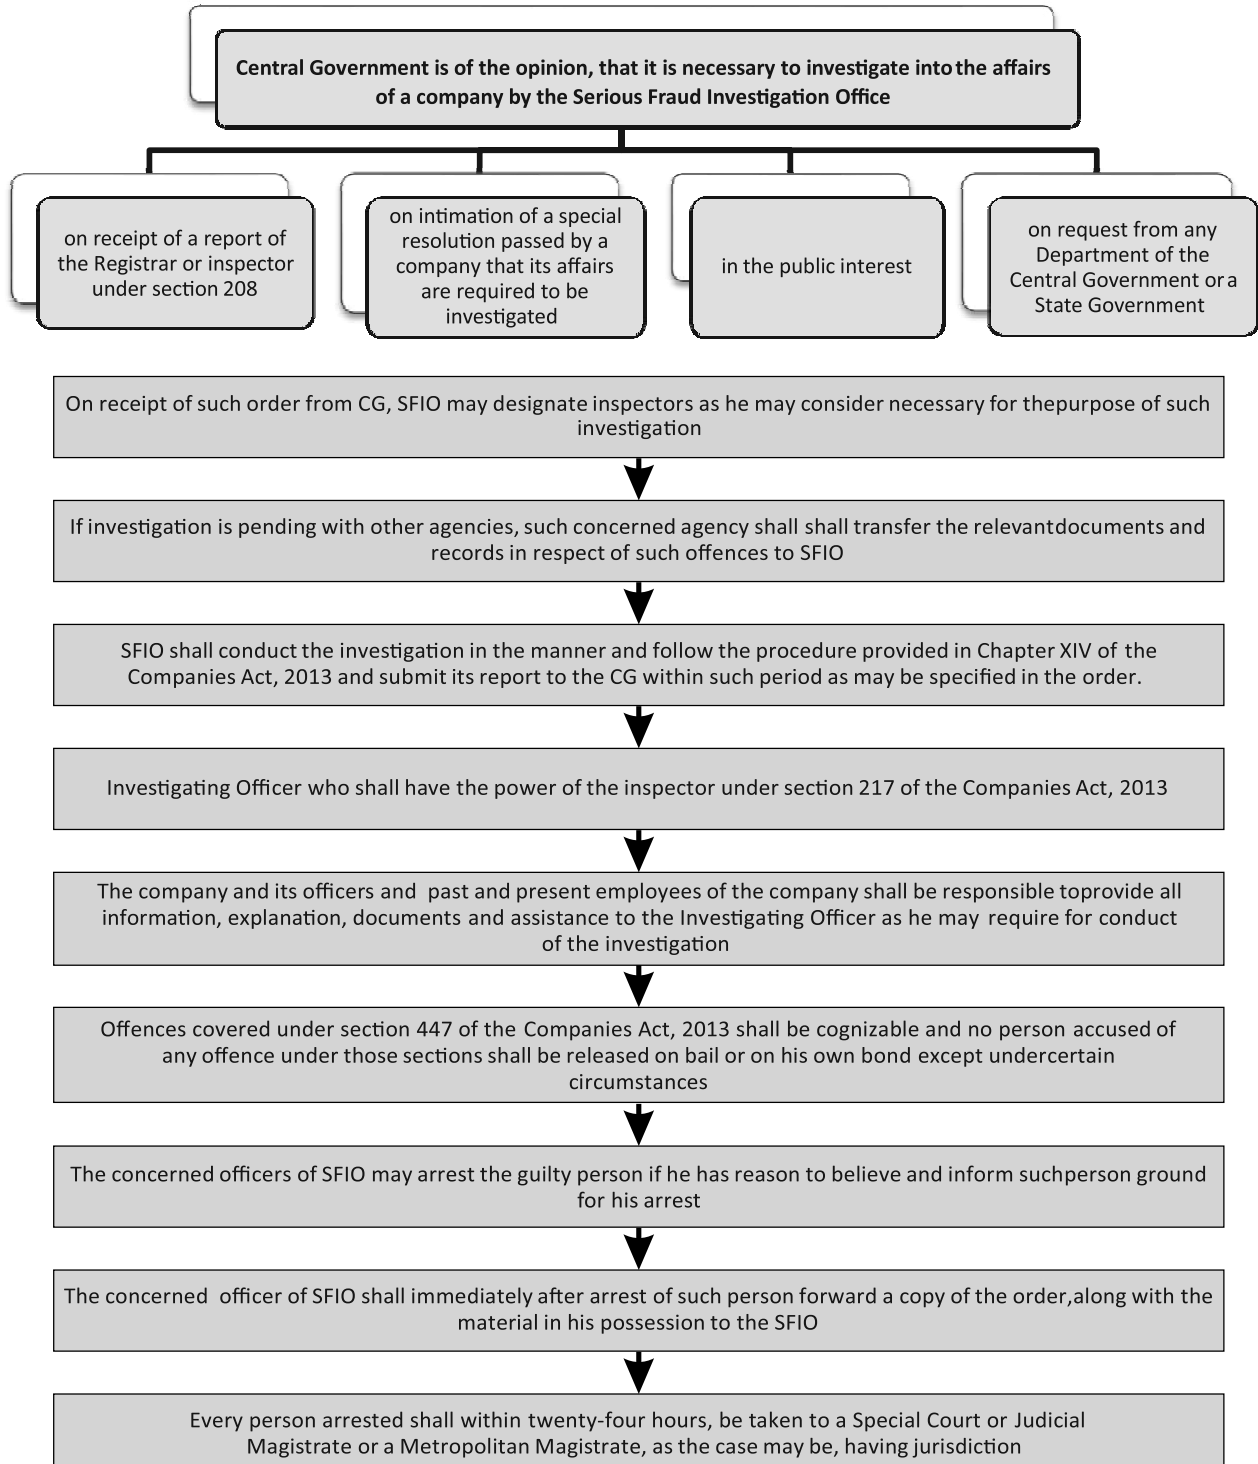 Central Government is of the opinion, that it is necessary to investigate into the affairs
of a company by the Serious Fraud Investigation Office
on receipt of a report of
the Registrar or inspector
under section 208
on intimation of a special
resolution passed by a
company that its affairs
are required to be
investigated
in the public interest
on request from any
Department of the
Central Government or a
State Government
On receipt of such order from CG, SFIO may designate inspectors as he may consider necessary for thepurpose of such
investigation
If investigation is pending with other agencies, such concerned agency shall shall transfer the relevantdocuments and
records in respect of such offences to SFIO
SFIO shall conduct the investigation in the manner and follow the procedure provided in Chapter XIV of the
Companies Act, 2013 and submit its report to the CG within such period as may be specified in the order.
Investigating Officer who shall have the power of the inspector under section 217 of the Companies Act, 2013
The company and its officers and past and present employees of the company shall be responsible toprovide all
information, explanation, documents and assistance to the Investigating Officer as he may require for conduct
of the investigation
Offences covered under section 447 of the Companies Act, 2013 shall be cognizable and no person accused of
any offence under those sections shall be released on bail or on his own bond except undercertain
circumstances
The concerned officers of SFIO may arrest the guilty person if he has reason to believe and inform suchperson ground
for his arrest
The concerned officer of SFIO shall immediately after arrest of such person forward a copy of the order,along with the
material in his possession to the SFIO
Every person arrested shall within twenty-four hours, be taken to a Special Court or Judicial
Magistrate or a Metropolitan Magistrate, as the case may be, having jurisdiction